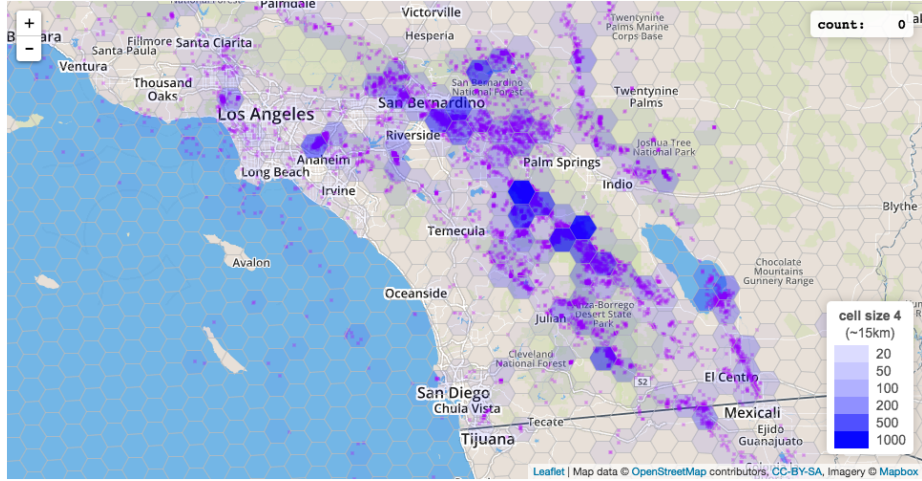 +
−
count: 0
Palmdale
Victorville
Hesperia
Twentynine
Palms Marine
Corps Base
Fillmore
Santa Clarita
Santa Paula
Ventura
Thousand
Oaks
San Bernardino
National Forest
San Bernardino
Los Angeles
Riverside
Twentynine
Palms
Anaheim
Long Beach
Irvine
Palm Springs
Joshua Tree
National Park
Indio
Blythe
Temecula
Avalon
Chocolate
Mountains
Gunnery Range
Oceanside
Julian
Desert State
Park
Cleveland
National Forest
cell size 4
(~15km)
20
50
100
200
500
1000
El Centro
52
San Diego
Chula Vista
Tijuana
Tecate
Mexicali
Ejido
Guanajuato
Leaflet | Map data © OpenStreetMap contributors, CC-BY-SA, Imagery © Mapbox